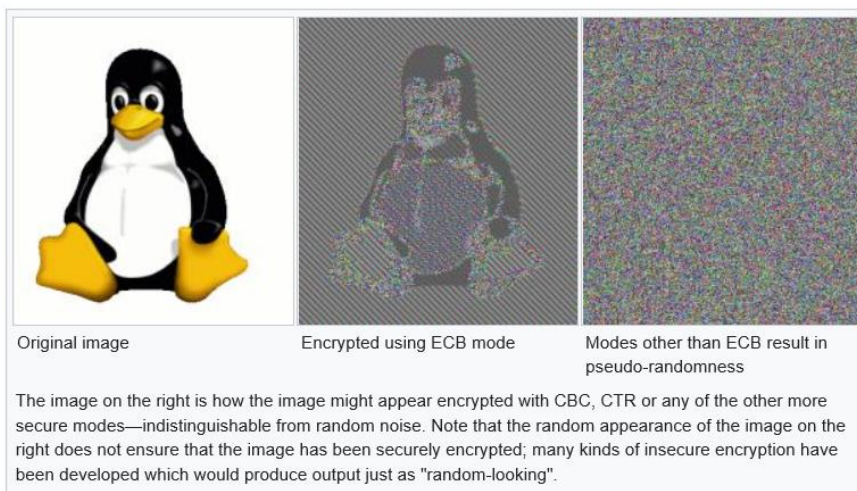 Original image
Encrypted using ECB mode
Modes other than ECB result in
pseudo-randomness
The image on the right is how the image might appear encrypted with CBC, CTR or any of the other more
secure modes—indistinguishable from random noise. Note that the random appearance of the image on the
right does not ensure that the image has been securely encrypted; many kinds of insecure encryption have
been developed which would produce output just as "random-looking".